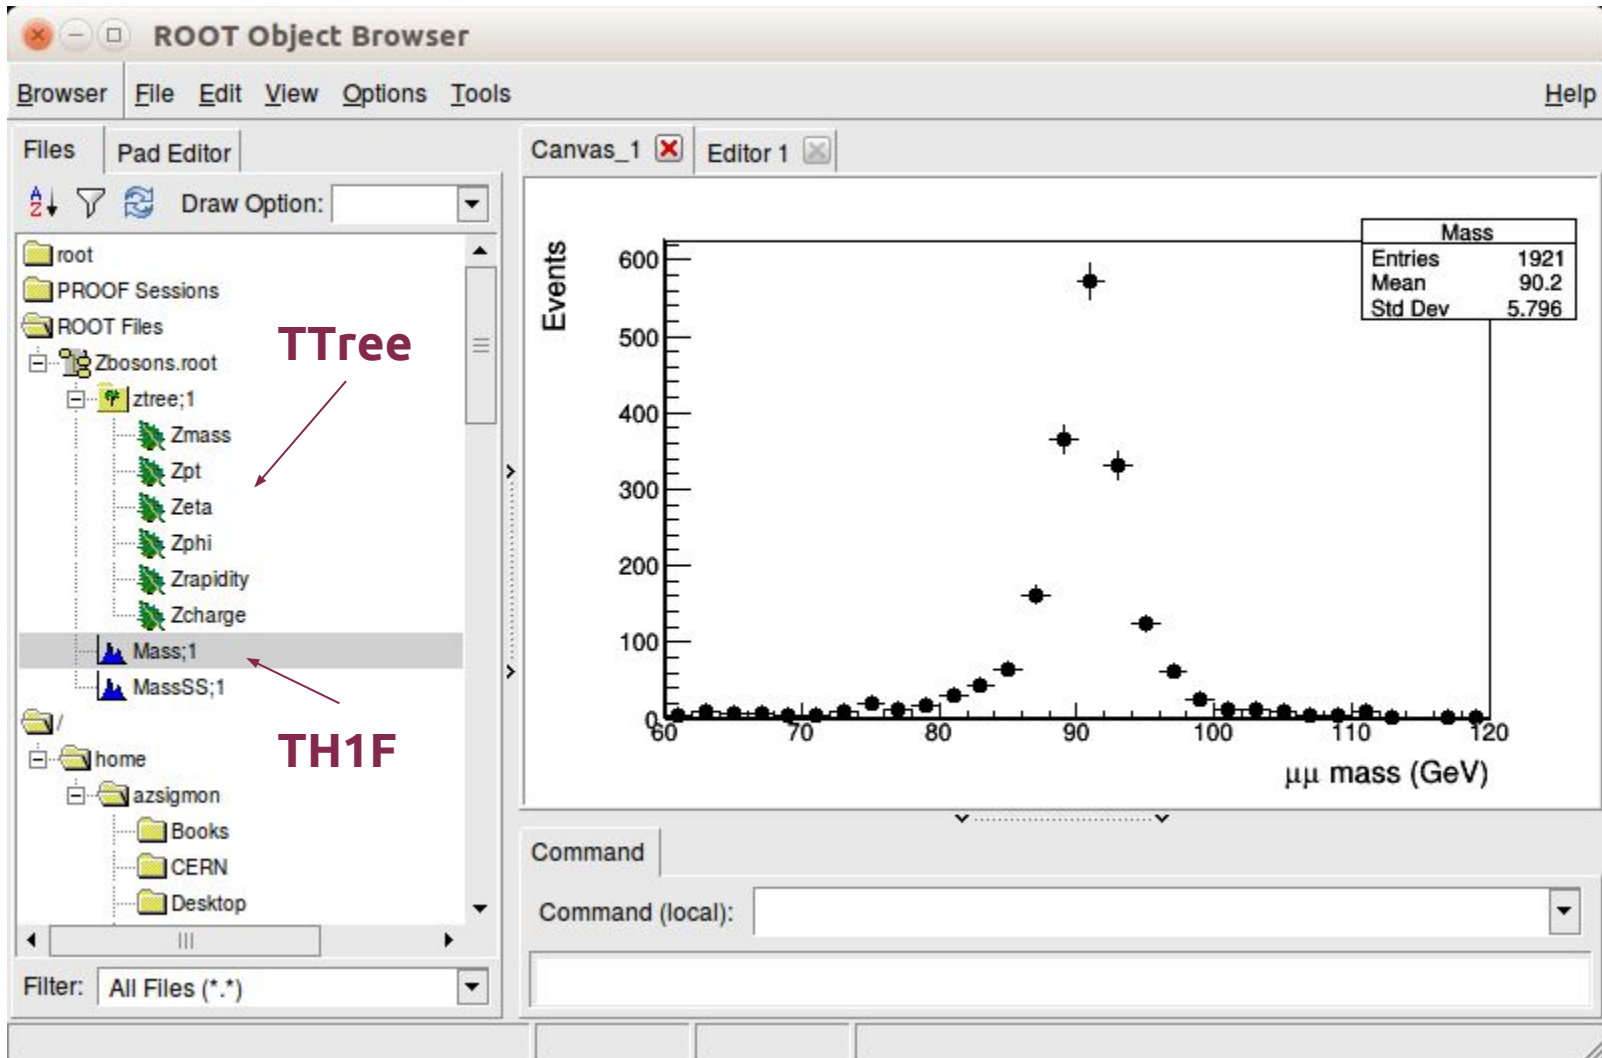 ROOT Object Browser
Browser File Edit View Options Tools Help
Files Pad Editor
Draw Option:
root
PROOF Sessions
ROOT Files
Zbosons.root
ztree;1
Zmass
Zpt
Zeta
Zphi
Zrapidity
Zcharge
Mass;1
MassSS;1
/
home
azsigmon
Books
CERN
Desktop
Filter: All Files (*.*)
TTree
TH1F
Canvas_1 Editor 1
Events
600
500
400
300
200
100
0
60 70 80 90 100 110 120
μμ mass (GeV)
Mass
Entries 1921
Mean 90.2
Std Dev 5.796
Command
Command (local):